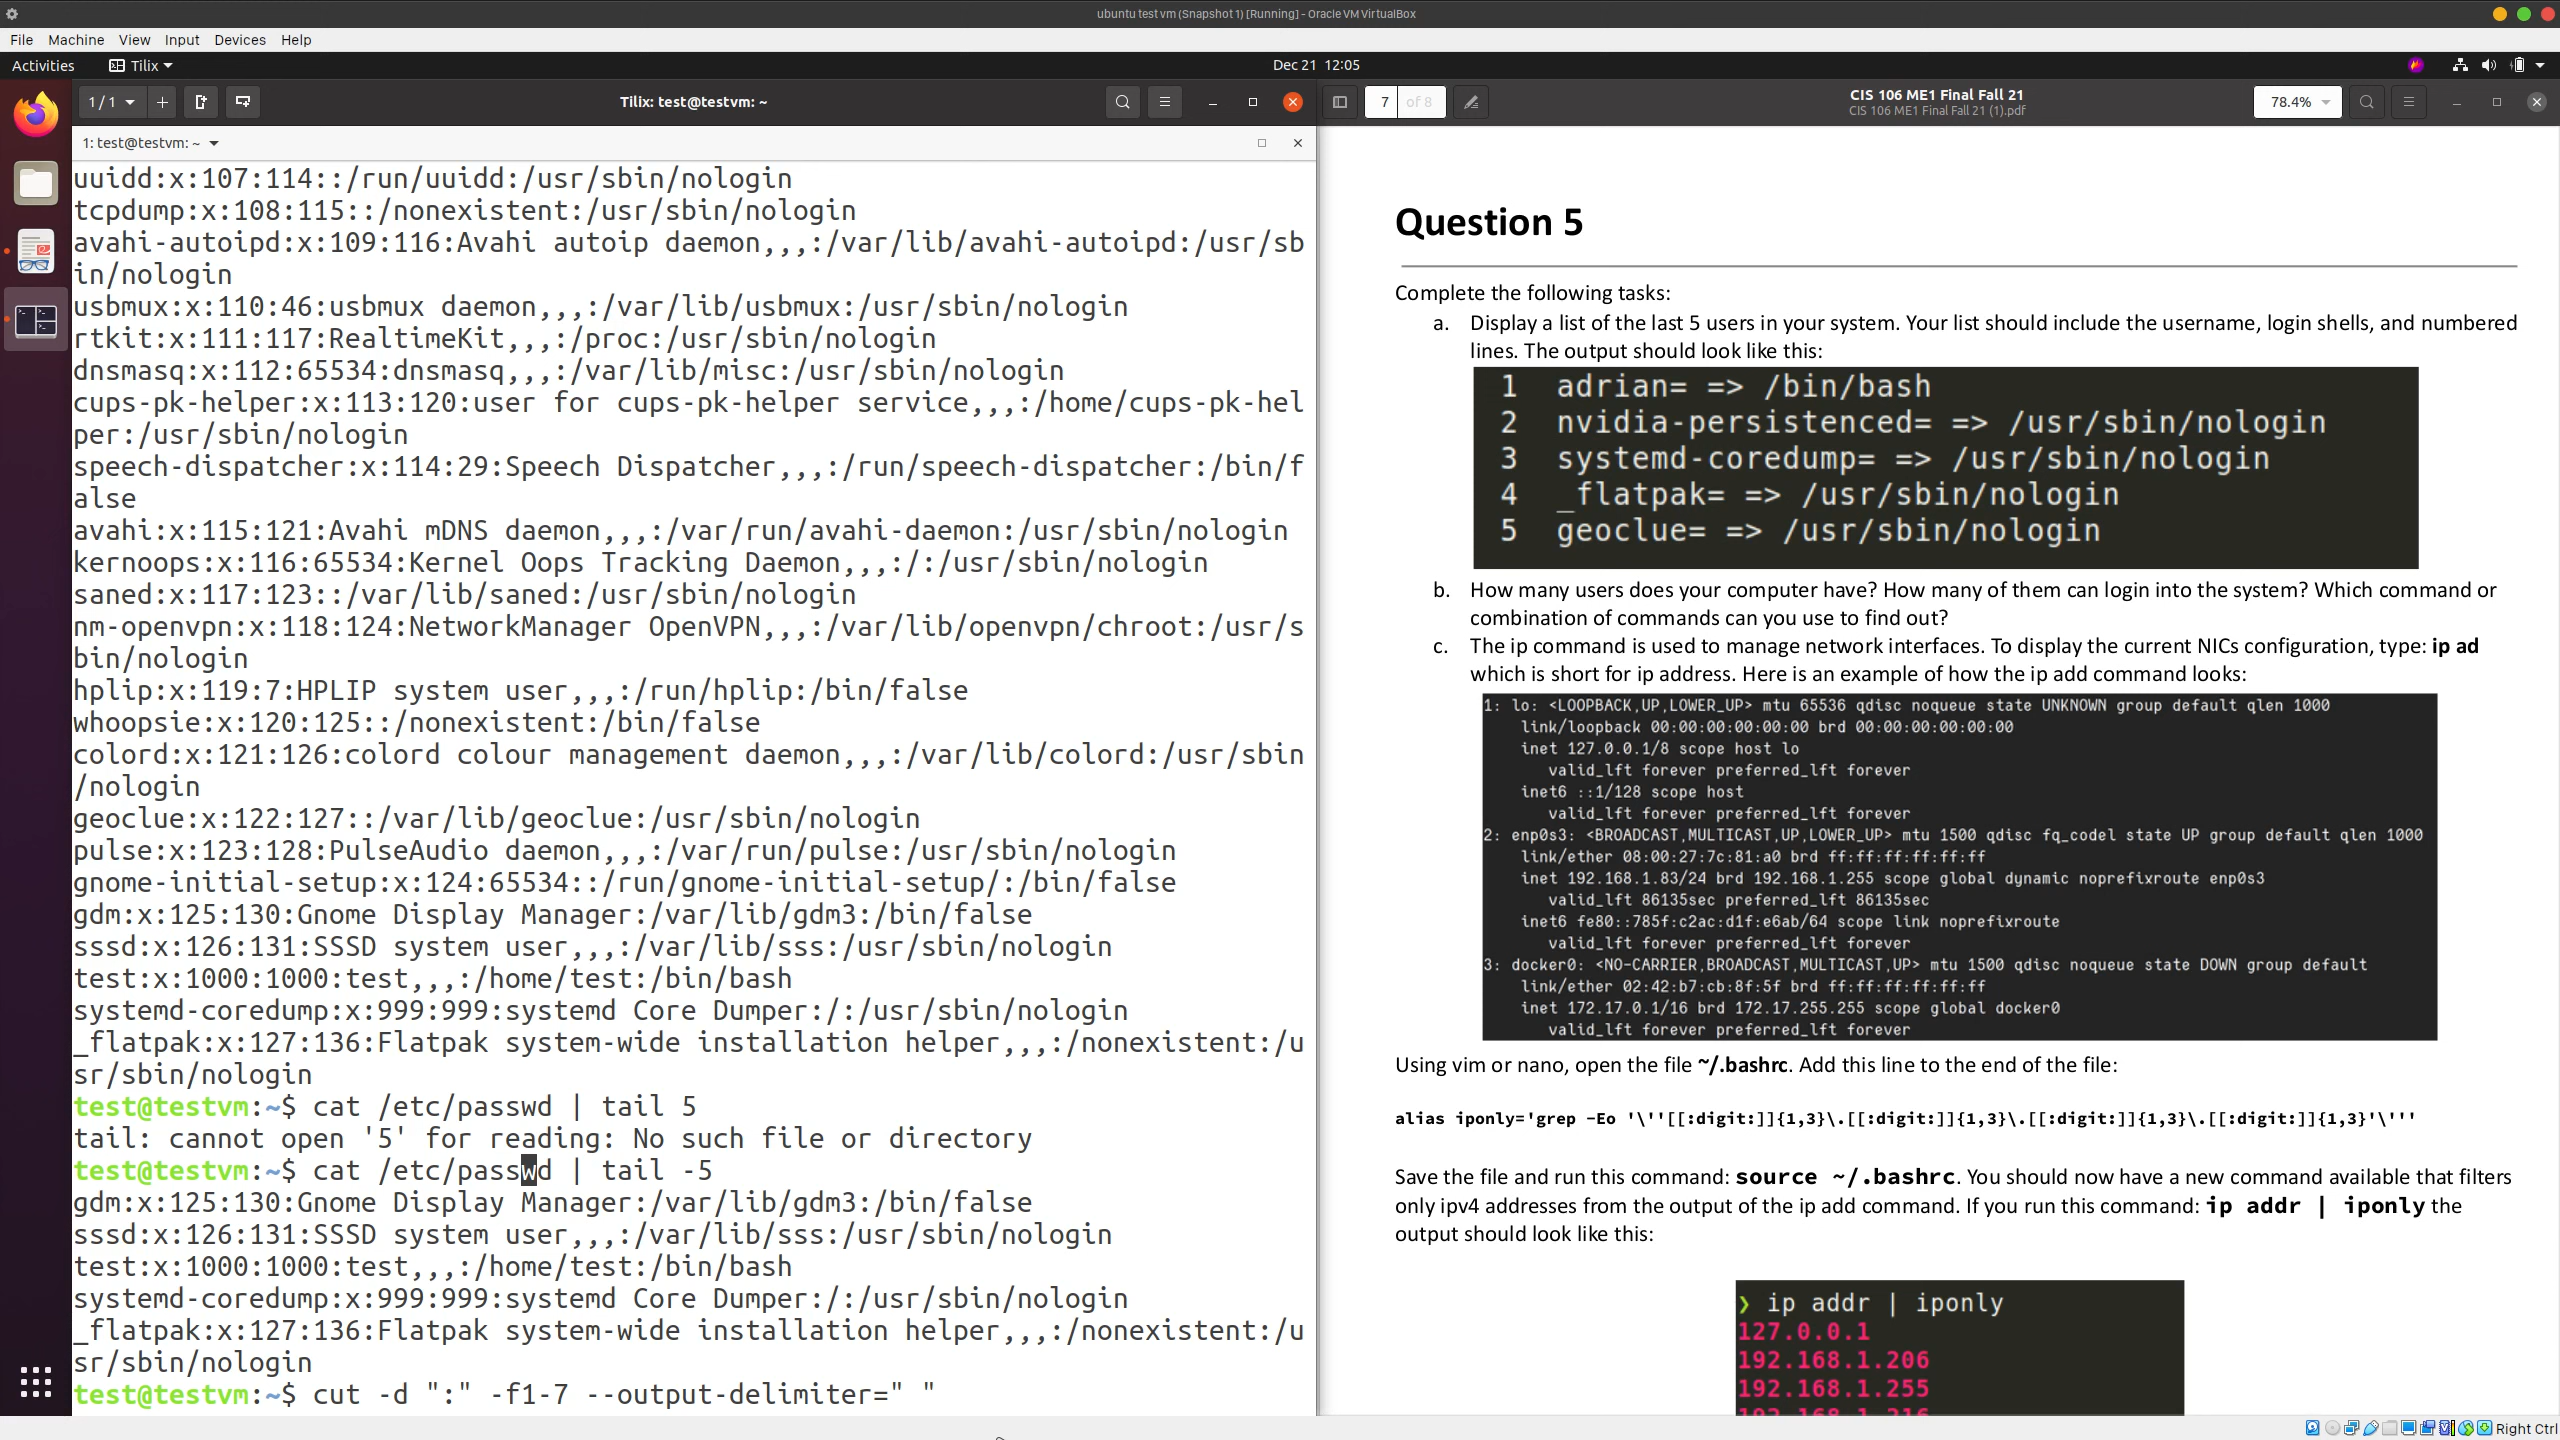 ubuntu test vm (Snapshot 1) [Running] - Oracle VM VirtualBox
File Machine View Input Devices Help
Activities Tilix Dec 21 12:05
1 / 1 Tilix: test@testvm: ~
1: test@testvm: ~
uuidd:x:107:114::/run/uuidd:/usr/sbin/nologin
tcpdump:x:108:115::/nonexistent:/usr/sbin/nologin
avahi-autoipd:x:109:116:Avahi autoip daemon,,,:/var/lib/avahi-autoipd:/usr/sb
in/nologin
usbmux:x:110:46:usbmux daemon,,,:/var/lib/usbmux:/usr/sbin/nologin
rtkit:x:111:117:RealtimeKit,,,:/proc:/usr/sbin/nologin
dnsmasq:x:112:65534:dnsmasq,,,:/var/lib/misc:/usr/sbin/nologin
cups-pk-helper:x:113:120:user for cups-pk-helper service,,,:/home/cups-pk-hel
per:/usr/sbin/nologin
speech-dispatcher:x:114:29:Speech Dispatcher,,,:/run/speech-dispatcher:/bin/f
alse
avahi:x:115:121:Avahi mDNS daemon,,,:/var/run/avahi-daemon:/usr/sbin/nologin
kernoops:x:116:65534:Kernel Oops Tracking Daemon,,,:/:/usr/sbin/nologin
saned:x:117:123::/var/lib/saned:/usr/sbin/nologin
nm-openvpn:x:118:124:NetworkManager OpenVPN,,,:/var/lib/openvpn/chroot:/usr/s
bin/nologin
hplip:x:119:7:HPLIP system user,,,:/run/hplip:/bin/false
whoopsie:x:120:125::/nonexistent:/bin/false
colord:x:121:126:colord colour management daemon,,,:/var/lib/colord:/usr/sbin
/nologin
geoclue:x:122:127::/var/lib/geoclue:/usr/sbin/nologin
pulse:x:123:128:PulseAudio daemon,,,:/var/run/pulse:/usr/sbin/nologin
gnome-initial-setup:x:124:65534::/run/gnome-initial-setup/:/bin/false
gdm:x:125:130:Gnome Display Manager:/var/lib/gdm3:/bin/false
sssd:x:126:131:SSSD system user,,,:/var/lib/sss:/usr/sbin/nologin
test:x:1000:1000:test,,,:/home/test:/bin/bash
systemd-coredump:x:999:999:systemd Core Dumper:/:/usr/sbin/nologin
_flatpak:x:127:136:Flatpak system-wide installation helper,,,:/nonexistent:/u
sr/sbin/nologin
test@testvm:~$ cat /etc/passwd | tail 5
tail: cannot open '5' for reading: No such file or directory
test@testvm:~$ cat /etc/passwd | tail -5
gdm:x:125:130:Gnome Display Manager:/var/lib/gdm3:/bin/false
sssd:x:126:131:SSSD system user,,,:/var/lib/sss:/usr/sbin/nologin
test:x:1000:1000:test,,,:/home/test:/bin/bash
systemd-coredump:x:999:999:systemd Core Dumper:/:/usr/sbin/nologin
_flatpak:x:127:136:Flatpak system-wide installation helper,,,:/nonexistent:/u
sr/sbin/nologin
test@testvm:~$ cut -d ":" -f1-7 --output-delimiter=" "
7 of 8 CIS 106 ME1 Final Fall 21 78.4%
CIS 106 ME1 Final Fall 21 (1).pdf
Question 5
Complete the following tasks:
a. Display a list of the last 5 users in your system. Your list should include the username, login shells, and numbered
lines. The output should look like this:
1 adrian= => /bin/bash
2 nvidia-persistenced= => /usr/sbin/nologin
3 systemd-coredump= => /usr/sbin/nologin
4 _flatpak= => /usr/sbin/nologin
5 geoclue= => /usr/sbin/nologin
b. How many users does your computer have? How many of them can login into the system? Which command or
combination of commands can you use to find out?
c. The ip command is used to manage network interfaces. To display the current NICs configuration, type: ip ad
which is short for ip address. Here is an example of how the ip add command looks:
1: lo: <LOOPBACK,UP,LOWER_UP> mtu 65536 qdisc noqueue state UNKNOWN group default qlen 1000
link/loopback 00:00:00:00:00:00 brd 00:00:00:00:00:00
inet 127.0.0.1/8 scope host lo
valid_lft forever preferred_lft forever
inet6 ::1/128 scope host
valid_lft forever preferred_lft forever
2: enp0s3: <BROADCAST,MULTICAST,UP,LOWER_UP> mtu 1500 qdisc fq_codel state UP group default qlen 1000
link/ether 08:00:27:7c:81:a0 brd ff:ff:ff:ff:ff:ff
inet 192.168.1.83/24 brd 192.168.1.255 scope global dynamic noprefixroute enp0s3
valid_lft 86135sec preferred_lft 86135sec
inet6 fe80::785f:c2ac:d1f:e6ab/64 scope link noprefixroute
valid_lft forever preferred_lft forever
3: docker0: <NO-CARRIER,BROADCAST,MULTICAST,UP> mtu 1500 qdisc noqueue state DOWN group default
link/ether 02:42:b7:cb:8f:5f brd ff:ff:ff:ff:ff:ff
inet 172.17.0.1/16 brd 172.17.255.255 scope global docker0
valid_lft forever preferred_lft forever
Using vim or nano, open the file ~/.bashrc. Add this line to the end of the file:
alias iponly='grep -Eo '\''[[:digit:]]{1,3}\.[[:digit:]]{1,3}\.[[:digit:]]{1,3}\.[[:digit:]]{1,3}'\'''
Save the file and run this command: source ~/.bashrc. You should now have a new command available that filters
only ipv4 addresses from the output of the ip add command. If you run this command: ip addr | iponly the
output should look like this:
❯ ip addr | iponly
127.0.0.1
192.168.1.206
192.168.1.255
192.168.1.216
Right Ctrl